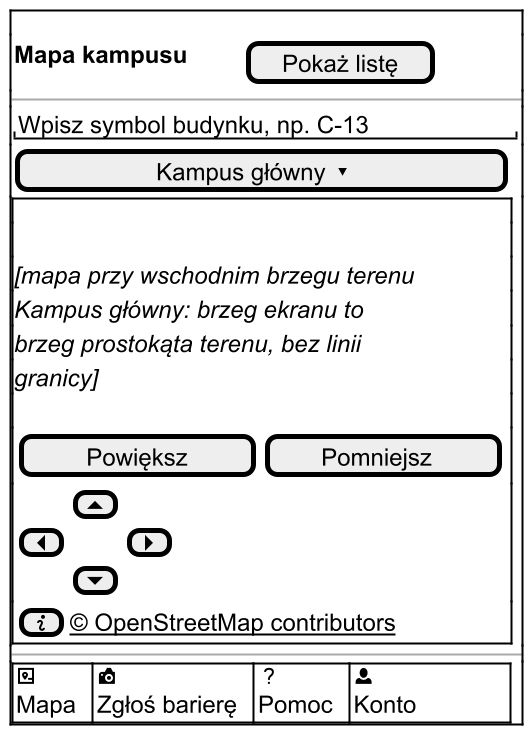 Mapa kampusu
Pokaż listę
Wpisz symbol budynku, np. C-13
Kampus główny ▾
[mapa przy wschodnim brzegu terenu
Kampus główny: brzeg ekranu to
brzeg prostokąta terenu, bez linii
granicy]
Powiększ
Pomniejsz
i © OpenStreetMap contributors
?
Mapa Zgłoś barierę Pomoc Konto